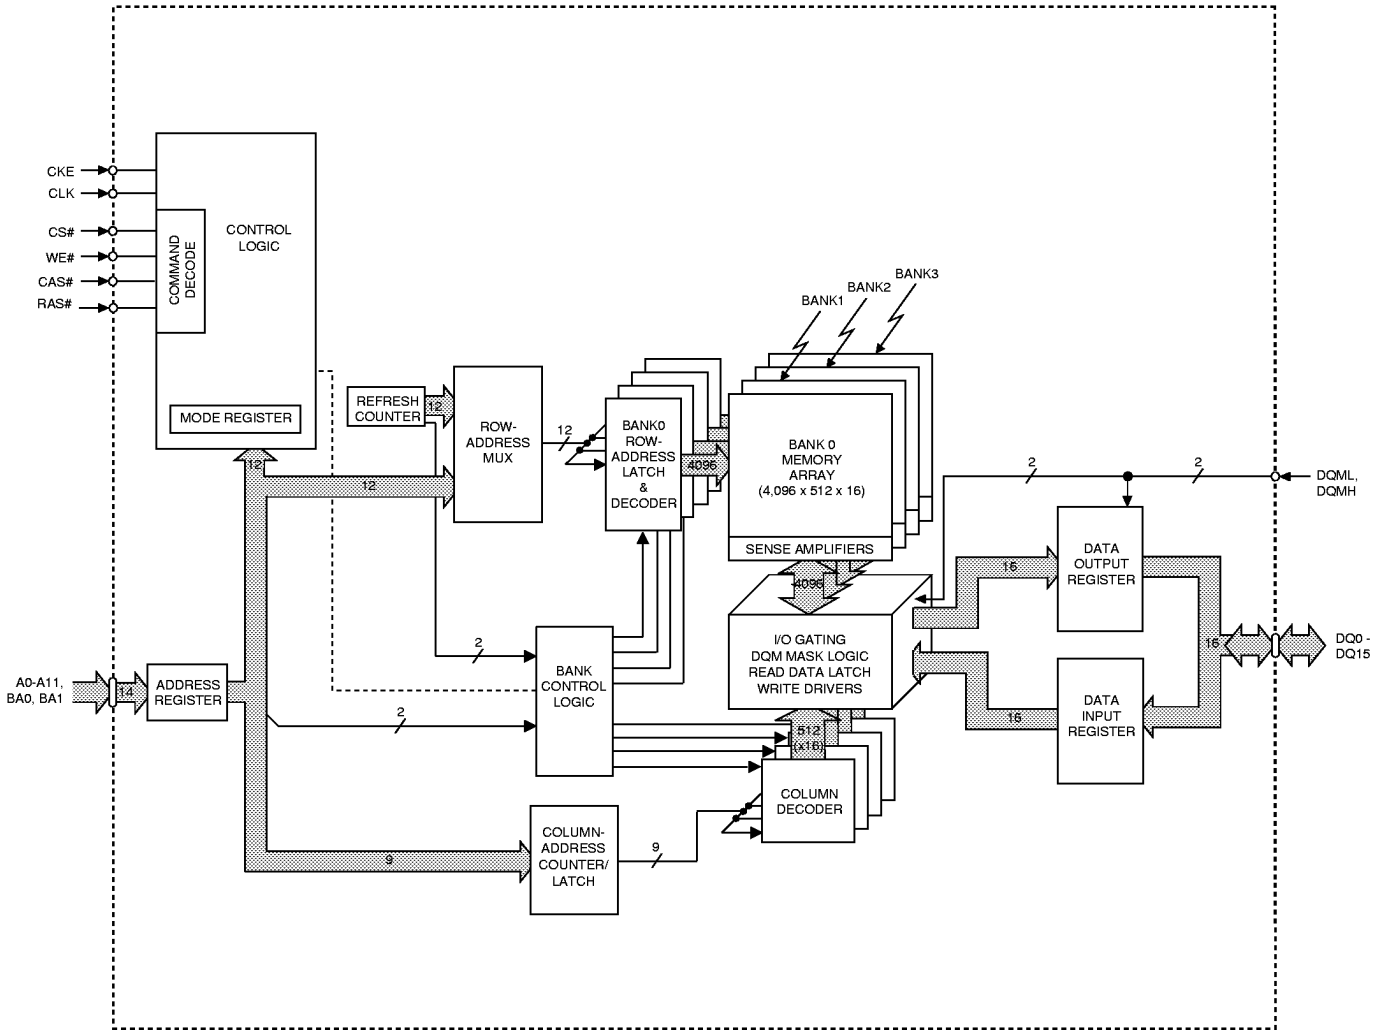 CKE
CLK
CS#
WE#
CAS#
RAS#
COMMAND
DECODE
CONTROL
LOGIC
MODE REGISTER
12
BANK1
BANK2
BANK3
REFRESH
COUNTER
12
12
ROW-
ADDRESS
MUX
12
BANK0
ROW-
ADDRESS
LATCH
&
DECODER
4096
BANK 0
MEMORY
ARRAY
(4,096 x 512 x 16)
SENSE AMPLIFIERS
4096
I/O GATING
DQM MASK LOGIC
READ DATA LATCH
WRITE DRIVERS
2
2
DQML,
DQMH
16
DATA
OUTPUT
REGISTER
16
DQ0 -
DQ15
16
DATA
INPUT
REGISTER
A0-A11,
BA0, BA1
14
ADDRESS
REGISTER
2
2
BANK
CONTROL
LOGIC
512
(x16)
COLUMN
DECODER
9
COLUMN-
ADDRESS
COUNTER/
LATCH
9